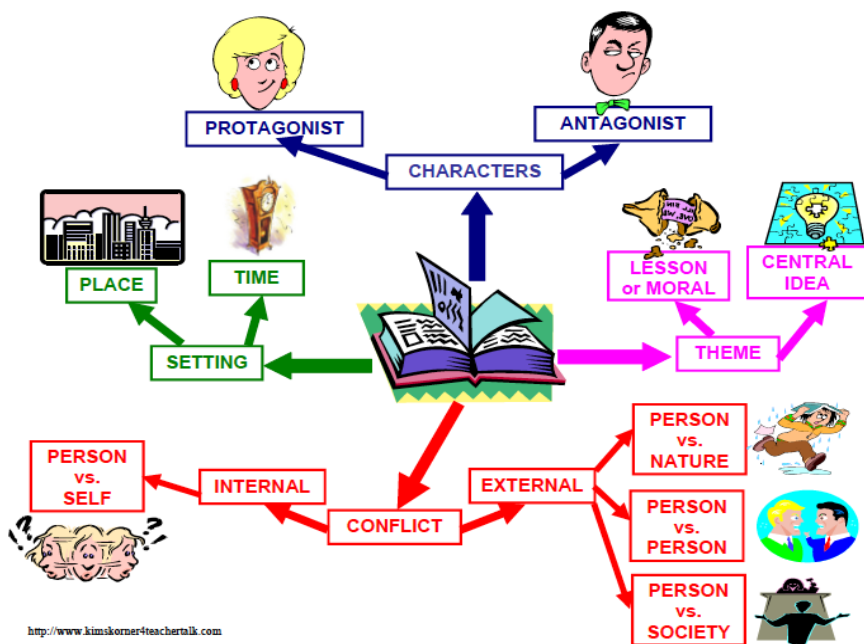 PROTAGONIST
ANTAGONIST
CHARACTERS
PLACE
TIME
SETTING
LESSON
or MORAL
CENTRAL
IDEA
THEME
PERSON
vs.
SELF
INTERNAL
CONFLICT
EXTERNAL
PERSON
vs.
NATURE
PERSON
vs.
PERSON
PERSON
vs.
SOCIETY
? ? ?
http://www.kimskorner4teachertalk.com